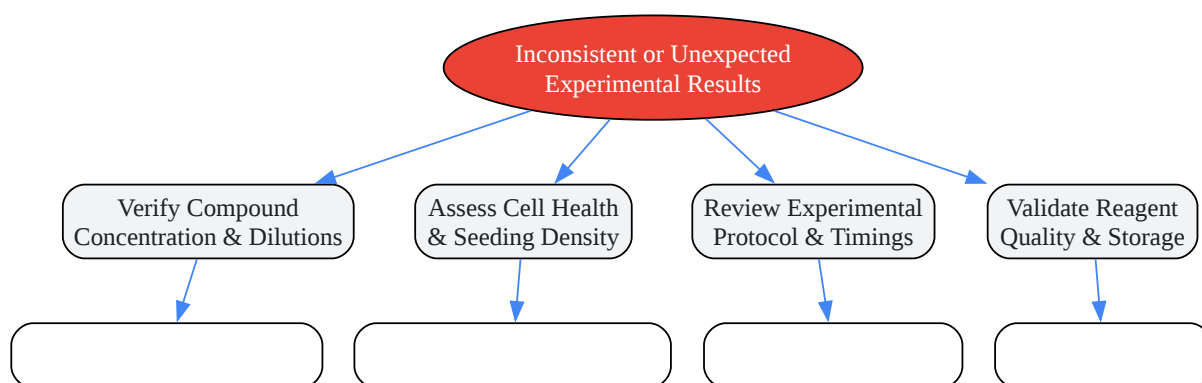 Inconsistent or Unexpected
Experimental Results
Verify Compound
Concentration & Dilutions
Assess Cell Health
& Seeding Density
Review Experimental
Protocol & Timings
Validate Reagent
Quality & Storage